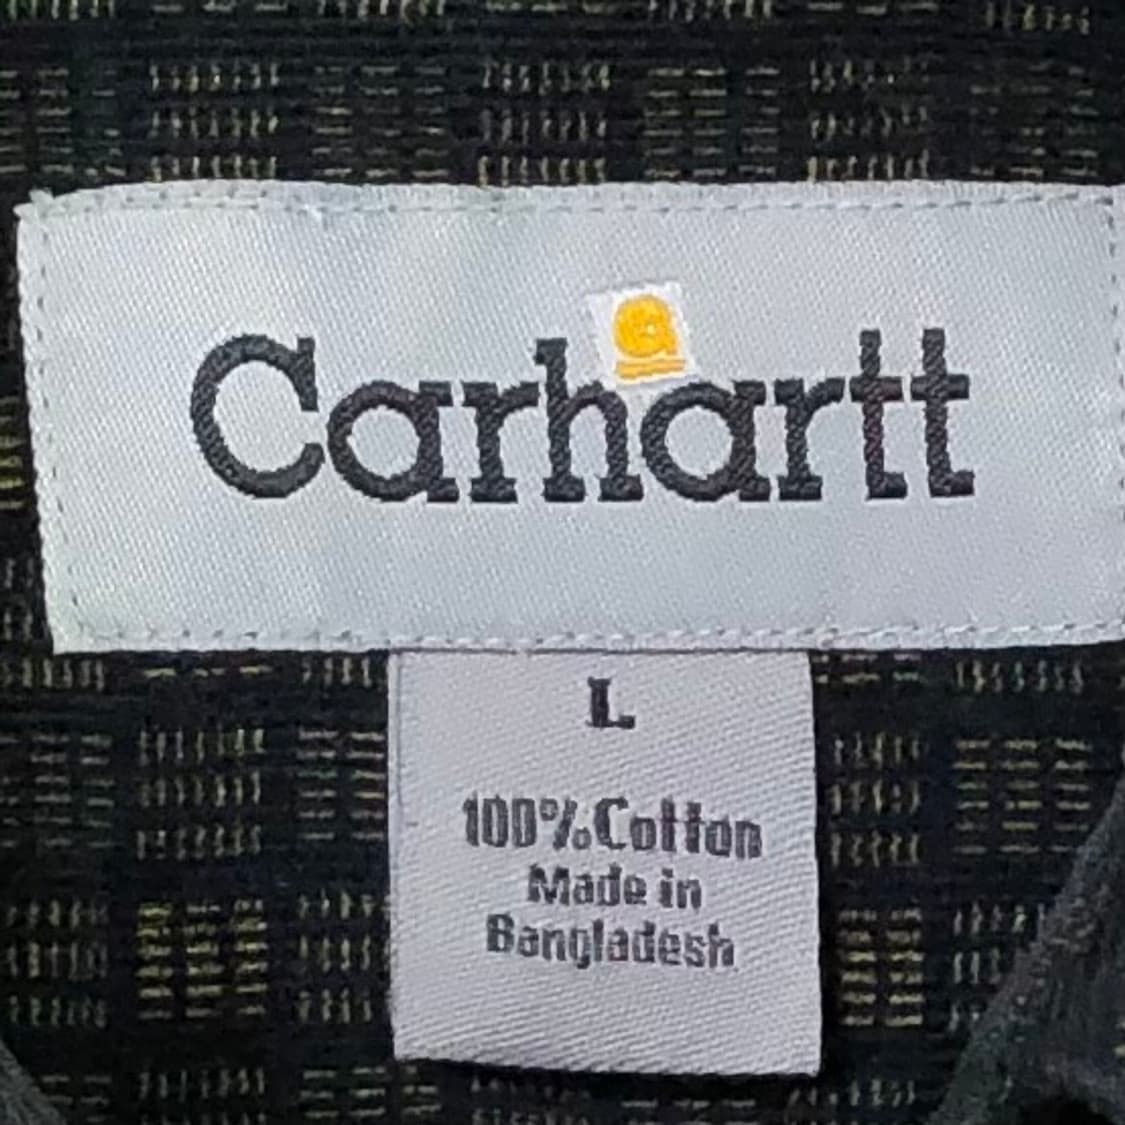 Carhartt
L
100% Cotton
Made in
Bangladesh